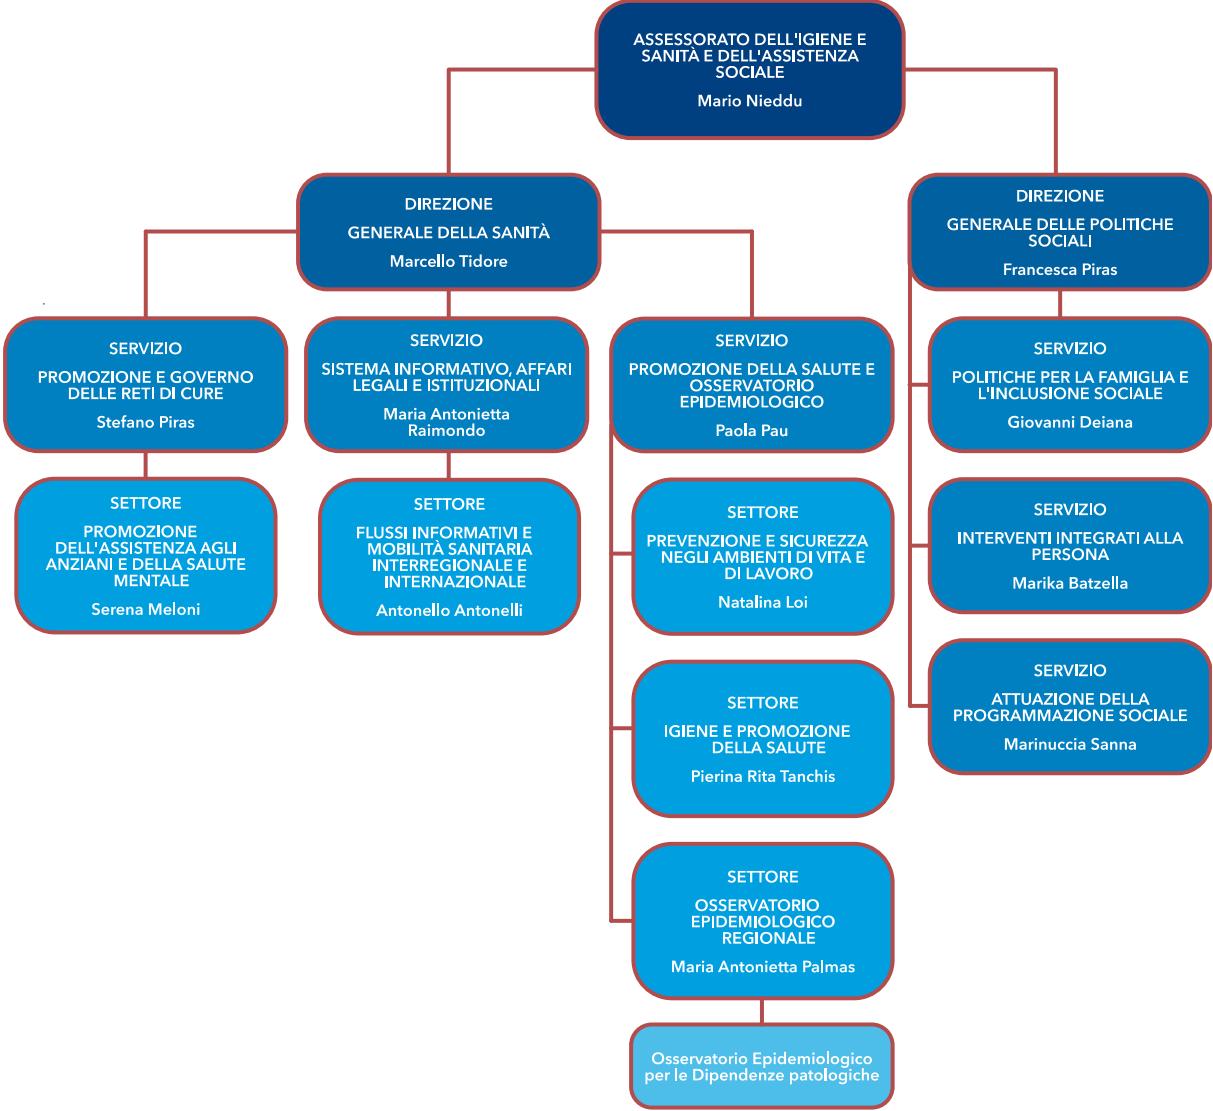 ASSESSORATO DELL'IGIENE E
SANITÀ E DELL'ASSISTENZA
SOCIALE
Mario Nieddu
DIREZIONE
GENERALE DELLA SANITÀ
Marcello Tidore
DIREZIONE
GENERALE DELLE POLITICHE
SOCIALI
Francesca Piras
SERVIZIO
PROMOZIONE E GOVERNO
DELLE RETI DI CURE
Stefano Piras
SERVIZIO
SISTEMA INFORMATIVO, AFFARI
LEGALI E ISTITUZIONALI
Maria Antonietta
Raimondo
SERVIZIO
PROMOZIONE DELLA SALUTE E
OSSERVATORIO
EPIDEMIOLOGICO
Paola Pau
SERVIZIO
POLITICHE PER LA FAMIGLIA E
L'INCLUSIONE SOCIALE
Giovanni Deiana
SETTORE
PROMOZIONE
DELL'ASSISTENZA AGLI
ANZIANI E DELLA SALUTE
MENTALE
Serena Meloni
SETTORE
FLUSSI INFORMATIVI E
MOBILITÀ SANITARIA
INTERREGIONALE E
INTERNAZIONALE
Antonello Antonelli
SETTORE
PREVENZIONE E SICUREZZA
NEGLI AMBIENTI DI VITA E
DI LAVORO
Natalina Loi
SERVIZIO
INTERVENTI INTEGRATI ALLA
PERSONA
Marika Batzella
SETTORE
IGIENE E PROMOZIONE
DELLA SALUTE
Pierina Rita Tanchis
SERVIZIO
ATTUAZIONE DELLA
PROGRAMMAZIONE SOCIALE
Marinuccia Sanna
SETTORE
OSSERVATORIO
EPIDEMIOLOGICO
REGIONALE
Maria Antonietta Palmas
Osservatorio Epidemiologico
per le Dipendenze patologiche